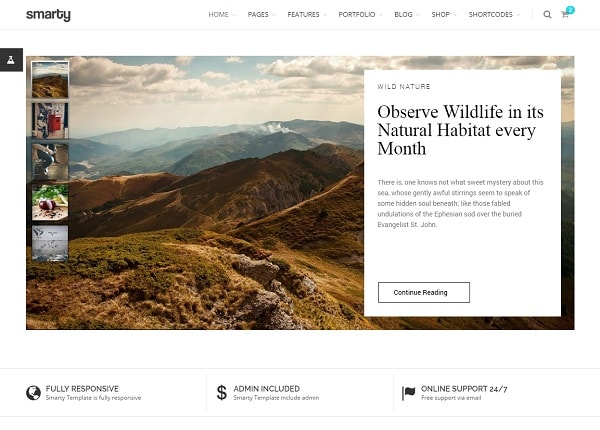 smarty
HOME PAGES FEATURES PORTFOLIO BLOG SHOP SHORTCODES 2
WILD NATURE
Observe Wildlife in its
Natural Habitat every
Month
There is, one knows not what sweet mystery about this
sea, whose gently awful stirrings seem to speak of
some hidden soul beneath; like those fabled
undulations of the Ephesian sod over the buried
Evangelist St. John.
Continue Reading
FULLY RESPONSIVE
Smarty Template is fully responsive
ADMIN INCLUDED
Smarty Template include admin
ONLINE SUPPORT 24/7
Free support via email